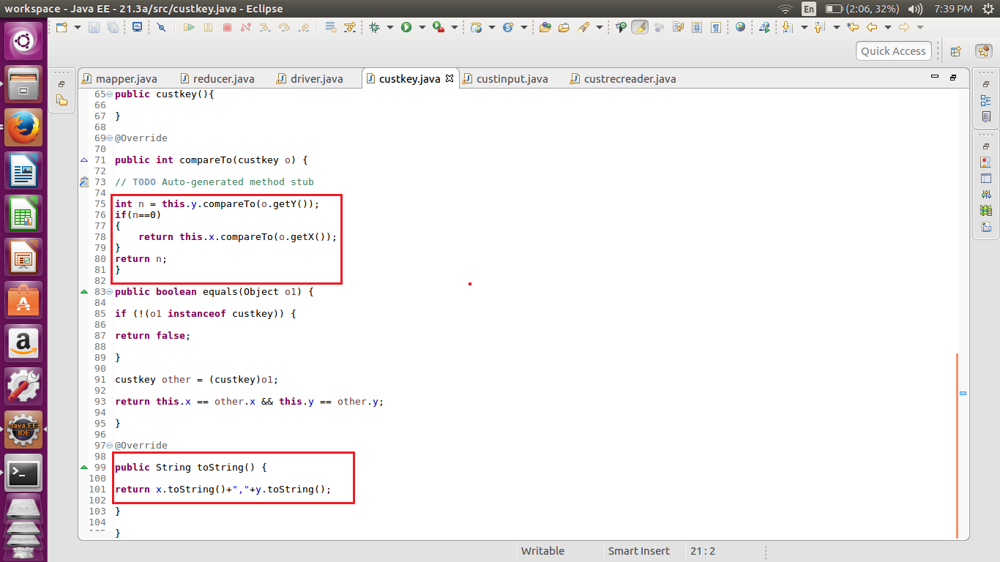 workspace - Java EE - 21.3a/src/custkey.java - Eclipse
En (2:06, 32%) 7:39 PM
Quick Access
mapper.java reducer.java driver.java custkey.java custinput.java custrecreader.java
65 public custkey(){
66
67 }
68
69 @Override
70
71 public int compareTo(custkey o) {
72
73 // TODO Auto-generated method stub
74
75 int n = this.y.compareTo(o.getY());
76 if(n==0)
77 {
78     return this.x.compareTo(o.getX());
79 }
80 return n;
81 }
82
83 public boolean equals(Object o1) {
84
85 if (!(o1 instanceof custkey)) {
86
87 return false;
88
89 }
90
91 custkey other = (custkey)o1;
92
93 return this.x == other.x && this.y == other.y;
94
95 }
96
97 @Override
98
99 public String toString() {
100
101 return x.toString()+","+y.toString();
102
103 }
104
105 }
Java EE
IDE
Writable Smart Insert 21 : 2